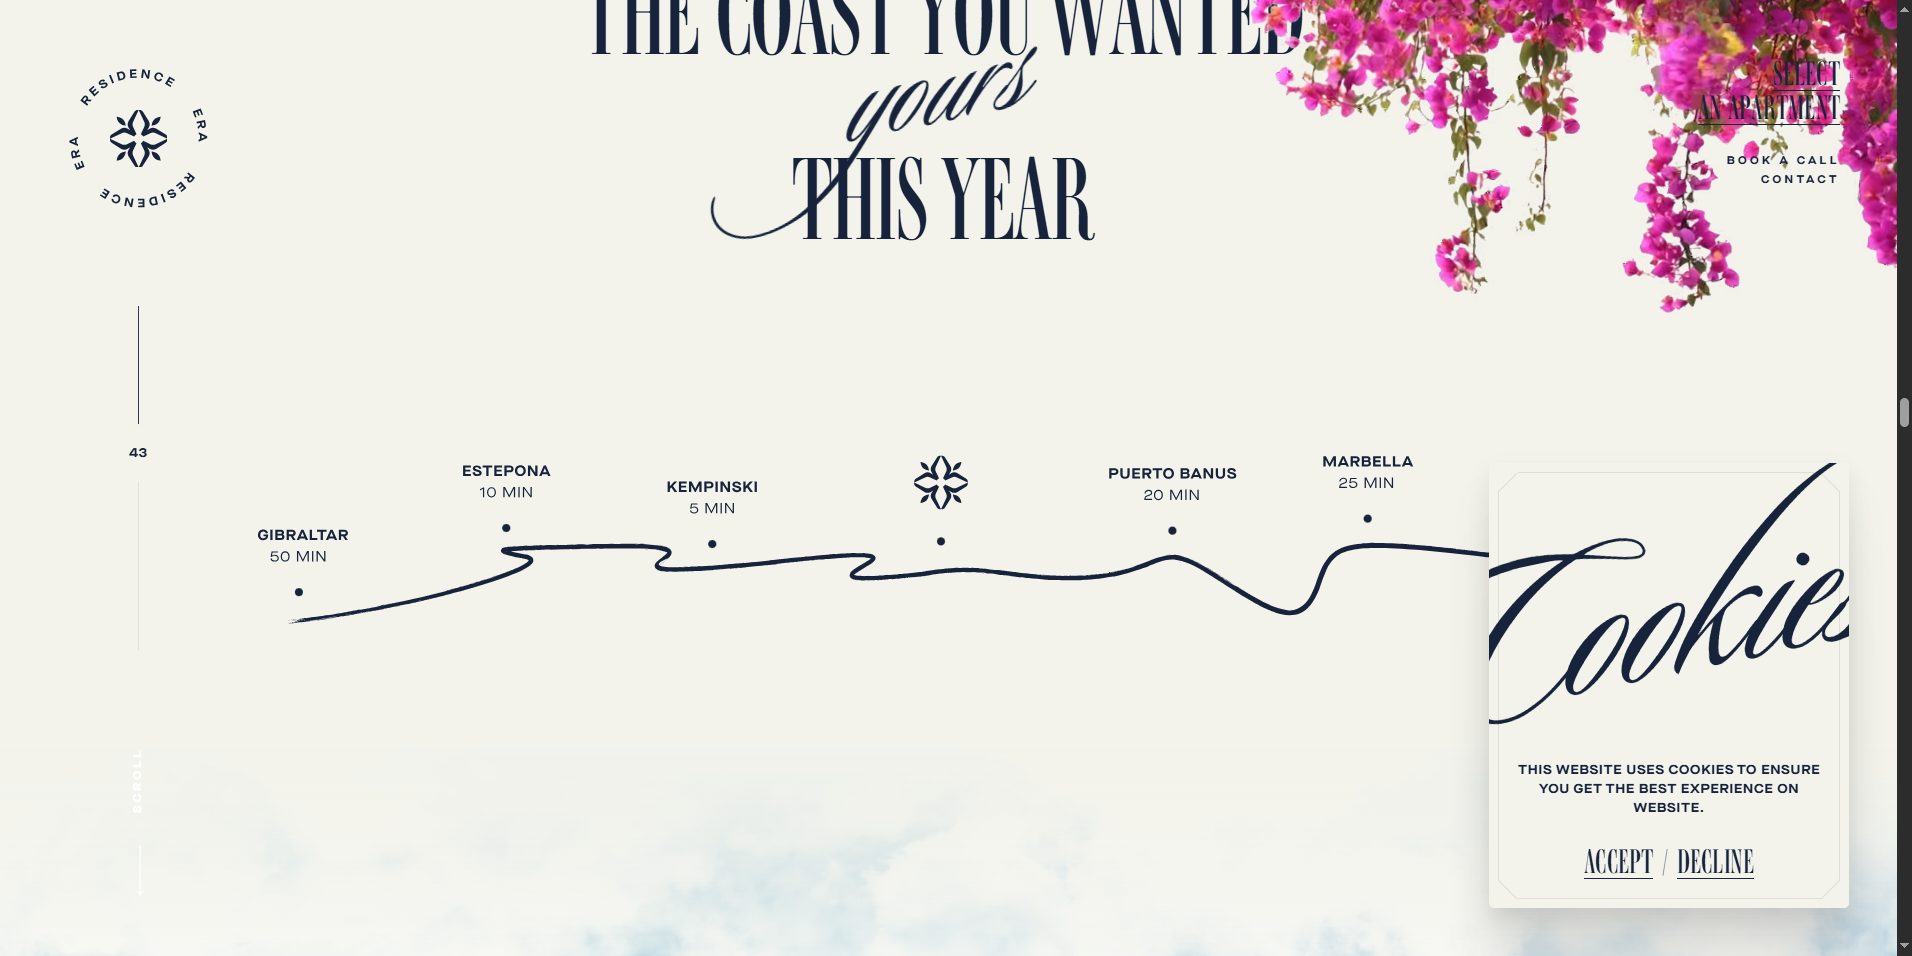 THE COAST YOU WANTED
yours
THIS YEAR
RESIDENCE
ERA
RESIDENCE
ERA
SELECT
AN APARTMENT
BOOK A CALL
CONTACT
43
GIBRALTAR
50 MIN
ESTEPONA
10 MIN
KEMPINSKI
5 MIN
PUERTO BANUS
20 MIN
MARBELLA
25 MIN
SCROLL
Cookies
THIS WEBSITE USES COOKIES TO ENSURE
YOU GET THE BEST EXPERIENCE ON
WEBSITE.
ACCEPT / DECLINE